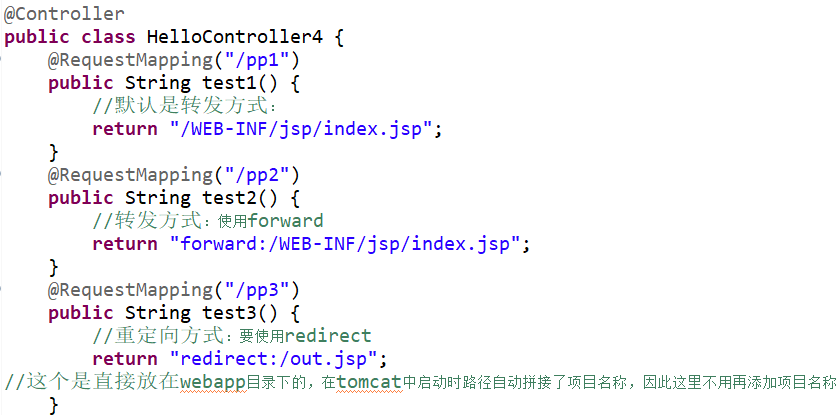 @Controller
public class HelloController4 {
@RequestMapping("/pp1")
public String test1() {
//默认是转发方式：
return "/WEB-INF/jsp/index.jsp";
}
@RequestMapping("/pp2")
public String test2() {
//转发方式：使用forward
return "forward:/WEB-INF/jsp/index.jsp";
}
@RequestMapping("/pp3")
public String test3() {
//重定向方式：要使用redirect
return "redirect:/out.jsp";
//这个是直接放在webapp目录下的，在tomcat中启动时路径自动拼接了项目名称，因此这里不用再添加项目名称
}